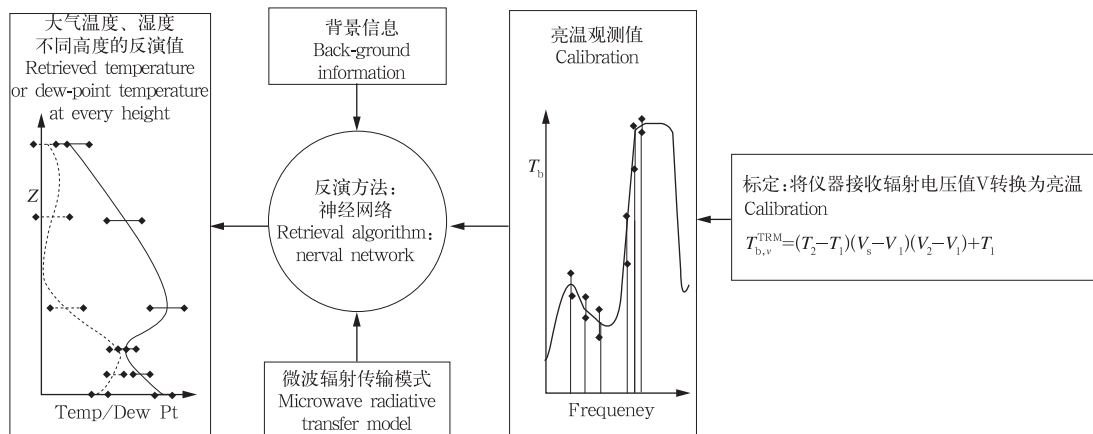 大气温度、湿度
不同高度的反演值
Retrieved temperature
or dew-point temperature
at every height
Z
Temp/Dew Pt
背景信息
Back-ground
information
反演方法：
神经网络
Retrieval algorithm：
nerval network
微波辐射传输模式
Microwave radiative
transfer model
亮温观测值
Calibration
T_b
Frequeney
标定：将仪器接收辐射电压值V转换为亮温
Calibration
T_{b,v}^{TRM}=(T_2−T_1)(V_s−V_1)(V_2−V_1)+T_1